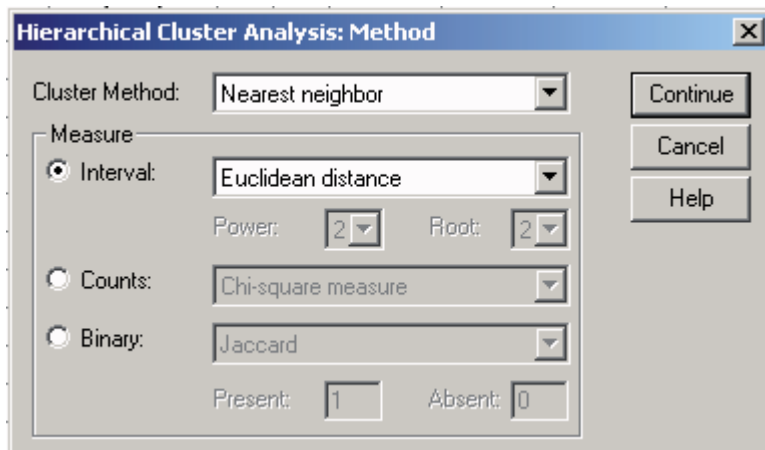 Hierarchical Cluster Analysis: Method
Cluster Method: Nearest neighbor Continue
Measure
Cancel
Interval: Euclidean distance
Help
Power: 2 Root: 2
Counts: Chi-square measure
Binary: Jaccard
Present: 1 Absent: 0